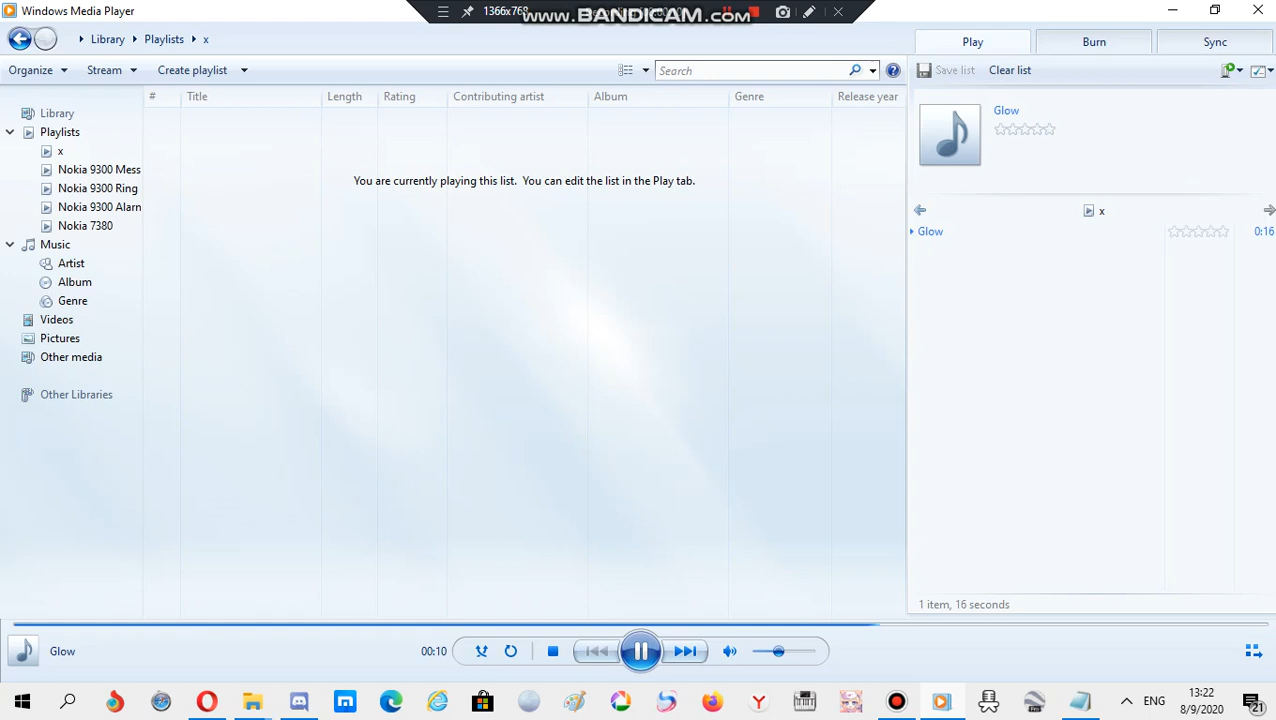 Windows Media Player
1366x768
www.BANDICAM.com
Library Playlists x
Play Burn Sync
Organize Stream Create playlist
Search
Save list Clear list
# Title Length Rating Contributing artist Album Genre Release year
Library
Playlists
x
Nokia 9300 Mess
Nokia 9300 Ring
Nokia 9300 Alarn
Nokia 7380
Music
Artist
Album
Genre
Videos
Pictures
Other media
Other Libraries
You are currently playing this list. You can edit the list in the Play tab.
Glow
x
Glow 0:16
1 item, 16 seconds
Glow
00:10
ENG
13:22
8/9/2020
21